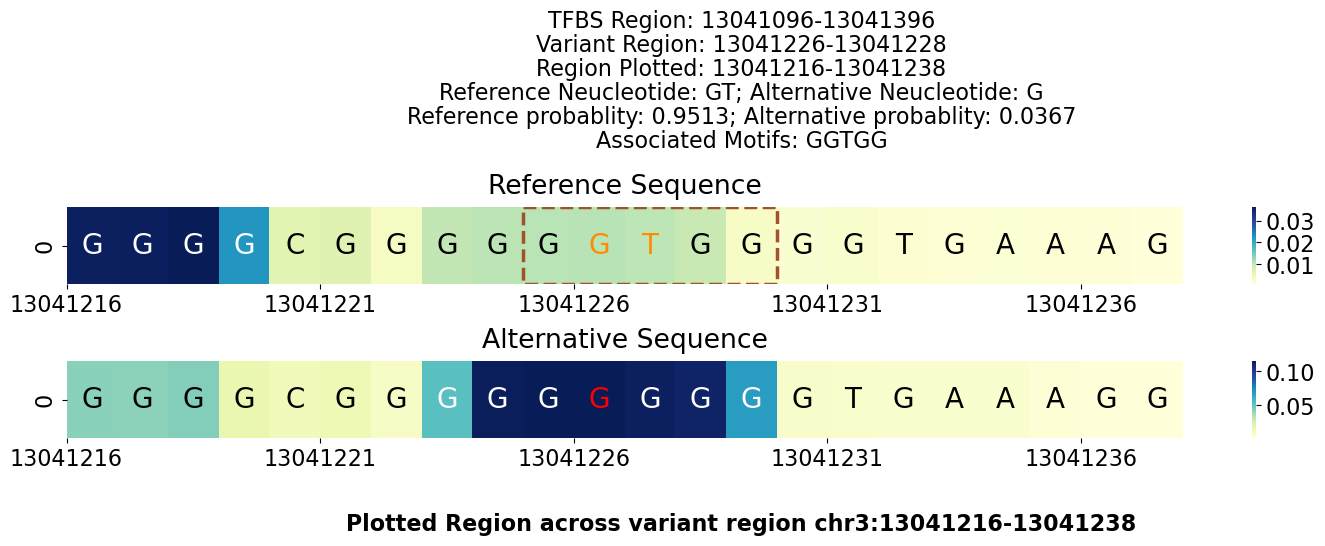 TFBS Region: 13041096-13041396
Variant Region: 13041226-13041228
Region Plotted: 13041216-13041238
Reference Neucleotide: GT; Alternative Neucleotide: G
Reference probablity: 0.9513; Alternative probablity: 0.0367
Associated Motifs: GGTGG
Reference Sequence
0 G G G G C G G G G G G T G G G G T G A A A G
0.03
0.02
0.01
13041216 13041221 13041226 13041231 13041236
Alternative Sequence
0 G G G G C G G G G G G G G G G T G A A A G G
0.10
0.05
13041216 13041221 13041226 13041231 13041236
Plotted Region across variant region chr3:13041216-13041238